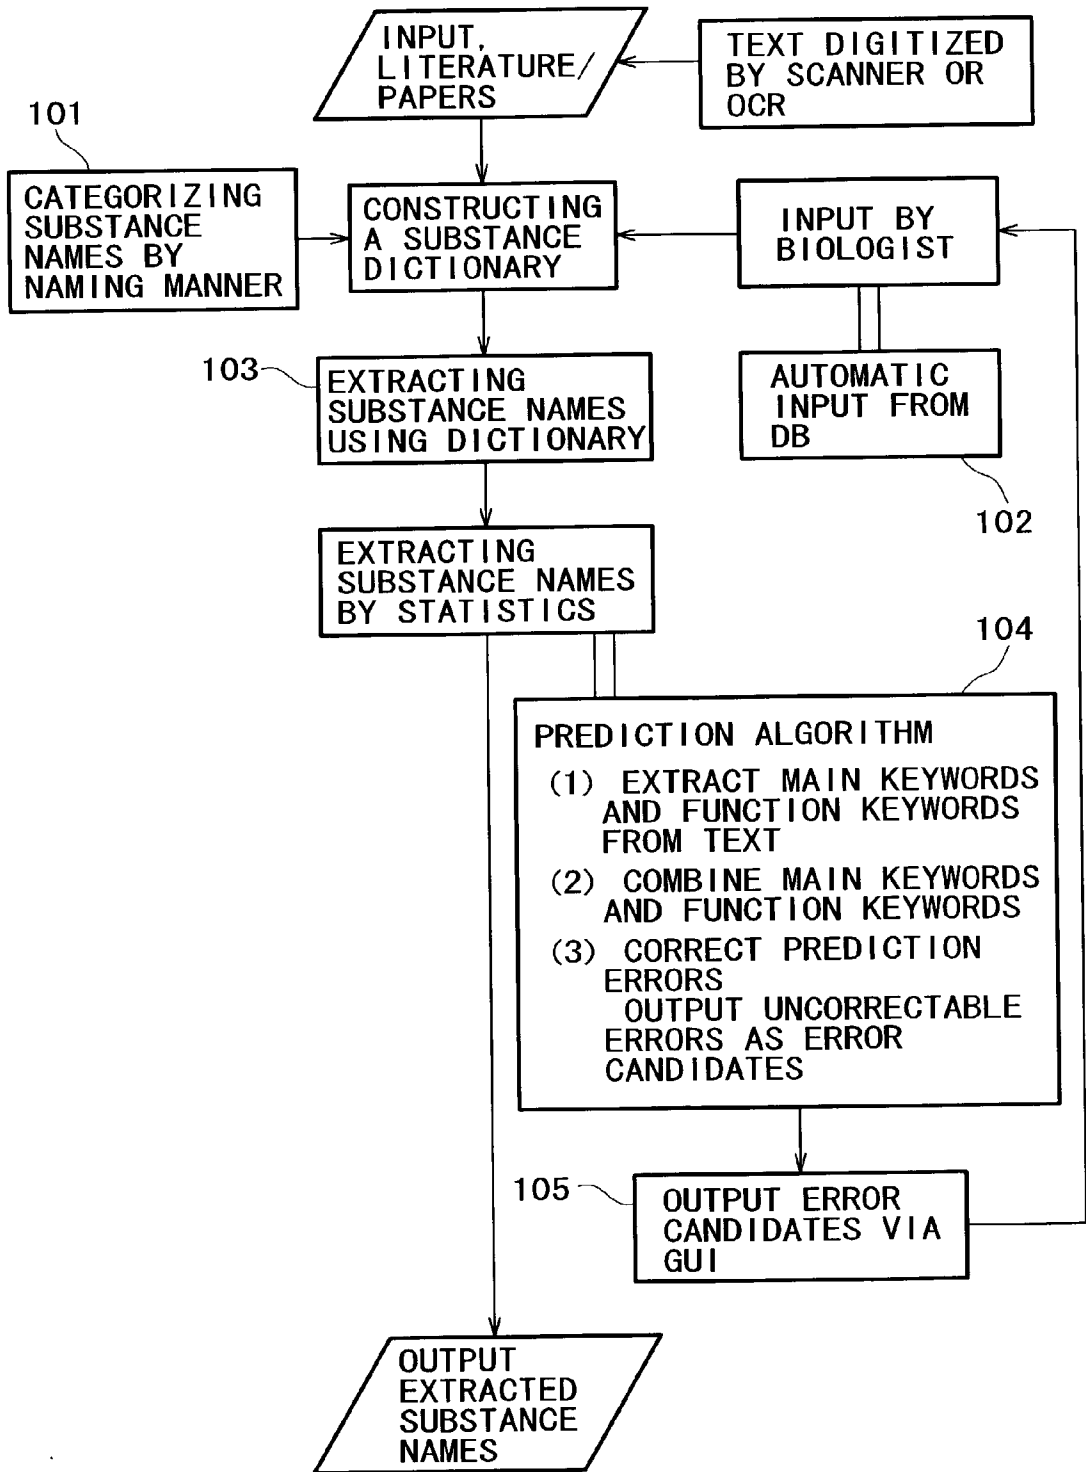 INPUT,
LITERATURE/
PAPERS
TEXT DIGITIZED
BY SCANNER OR
OCR
101
CATEGORIZING
SUBSTANCE
NAMES BY
NAMING MANNER
CONSTRUCTING
A SUBSTANCE
DICTIONARY
INPUT BY
BIOLOGIST
103
EXTRACTING
SUBSTANCE NAMES
USING DICTIONARY
AUTOMATIC
INPUT FROM
DB
102
EXTRACTING
SUBSTANCE NAMES
BY STATISTICS
104
PREDICTION ALGORITHM
(1) EXTRACT MAIN KEYWORDS
AND FUNCTION KEYWORDS
FROM TEXT
(2) COMBINE MAIN KEYWORDS
AND FUNCTION KEYWORDS
(3) CORRECT PREDICTION
ERRORS
OUTPUT UNCORRECTABLE
ERRORS AS ERROR
CANDIDATES
105
OUTPUT ERROR
CANDIDATES VIA
GUI
OUTPUT
EXTRACTED
SUBSTANCE
NAMES